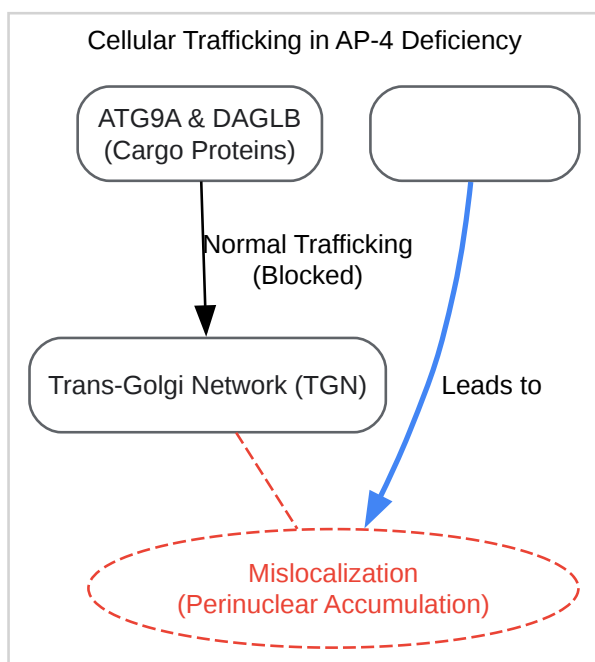 Cellular Trafficking in AP-4 Deficiency
ATG9A & DAGLB
(Cargo Proteins)
Normal Trafficking
(Blocked)
Trans-Golgi Network (TGN)
Leads to
Mislocalization
(Perinuclear Accumulation)